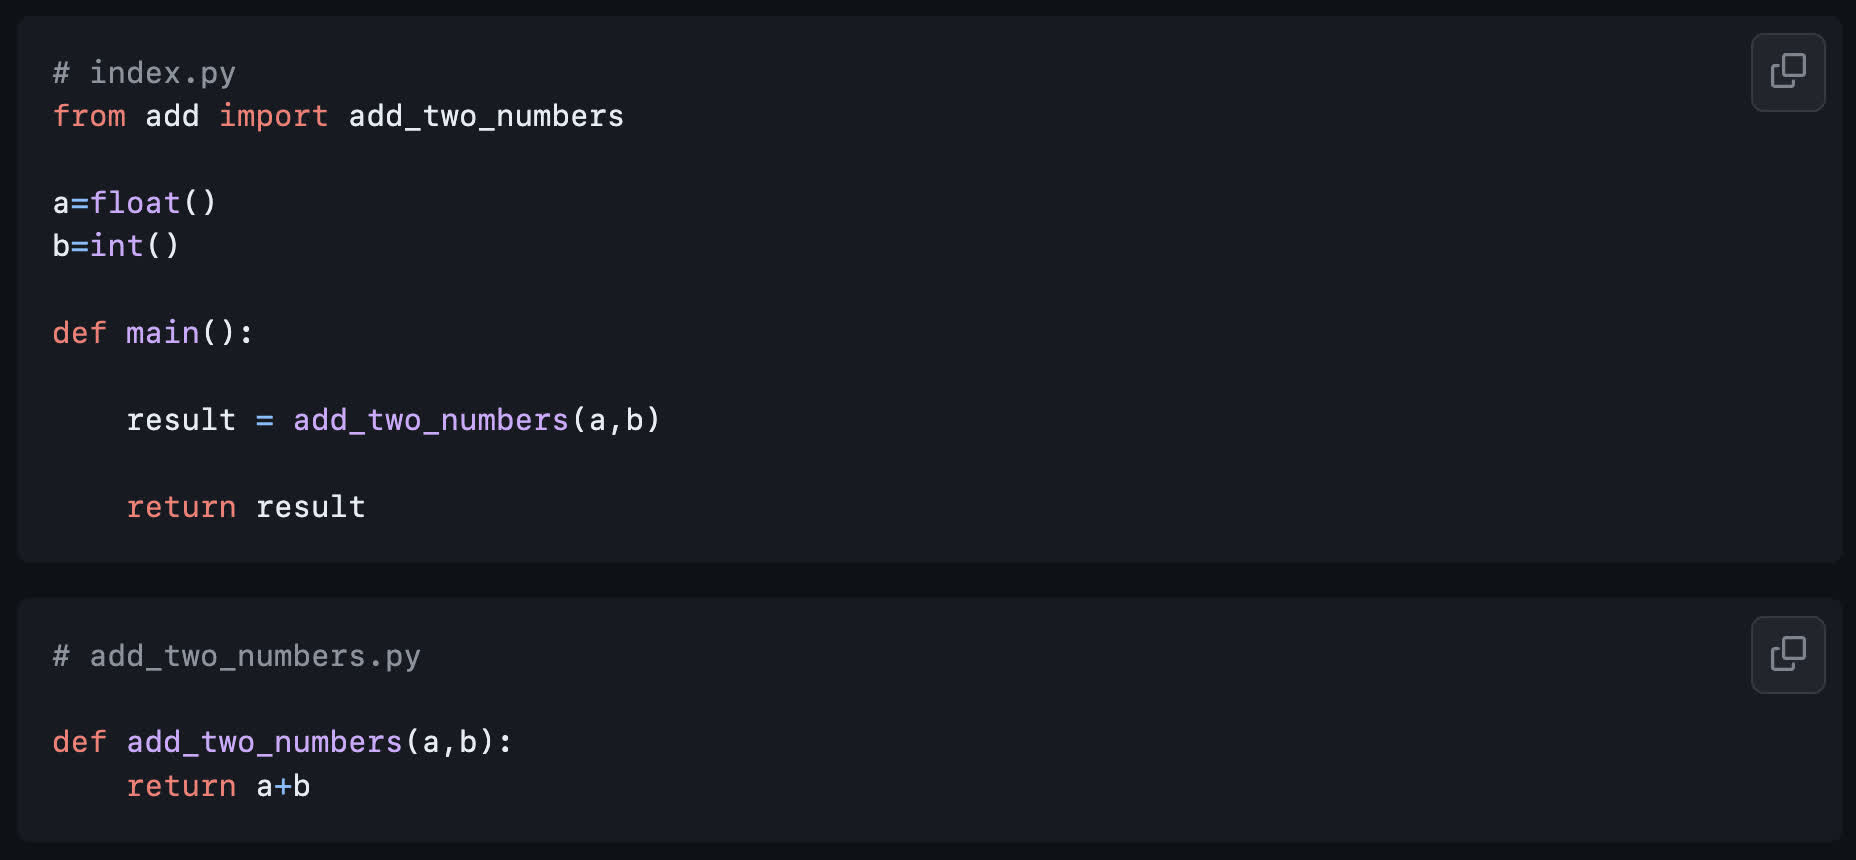 # index.py
from add import add_two_numbers
a=float()
b=int()
def main():
    result = add_two_numbers(a,b)
    return result
# add_two_numbers.py
def add_two_numbers(a,b):
    return a+b